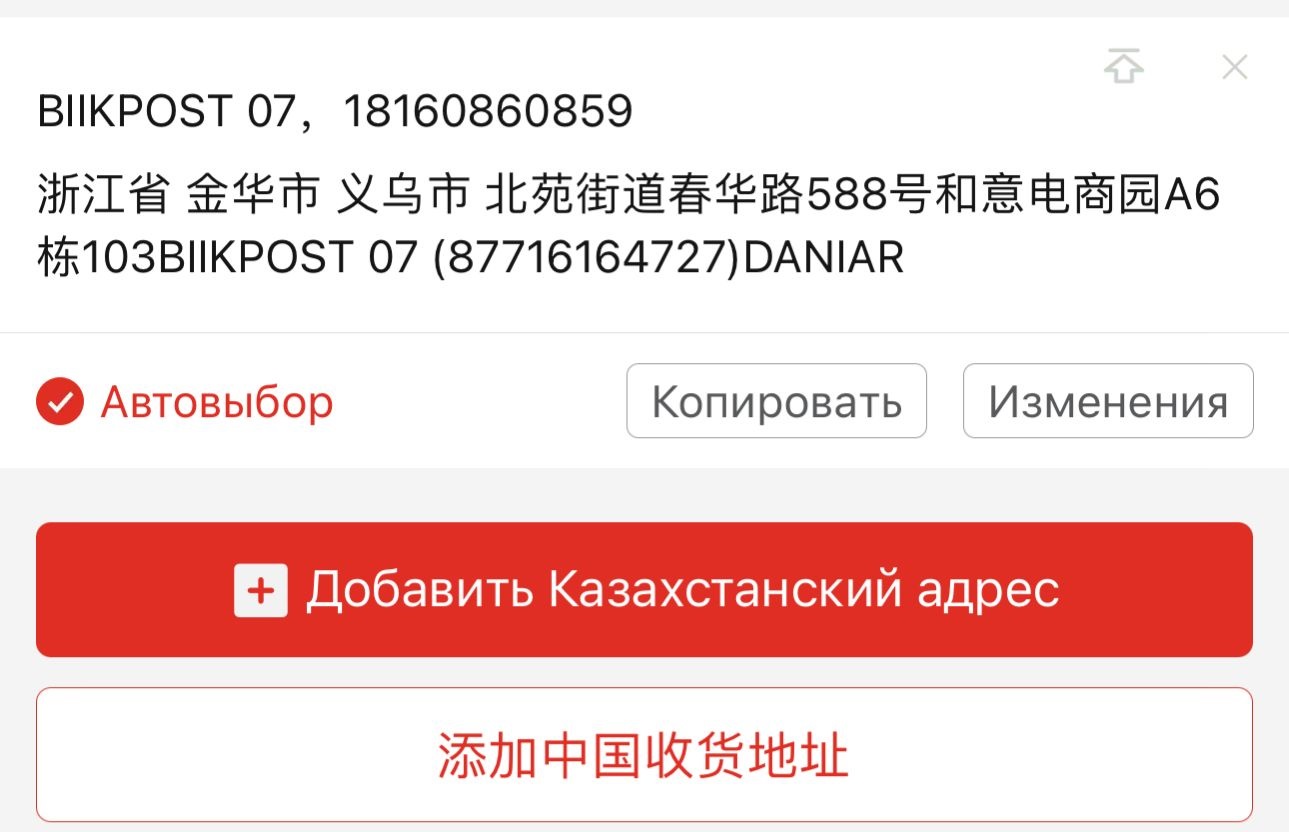 BIIKPOST 07，18160860859
浙江省 金华市 义乌市 北苑街道春华路588号和意电商园A6
栋103BIIKPOST 07 (87716164727)DANIAR
Автовыбор
Копировать
Изменения
Добавить Казахстанский адрес
添加中国收货地址